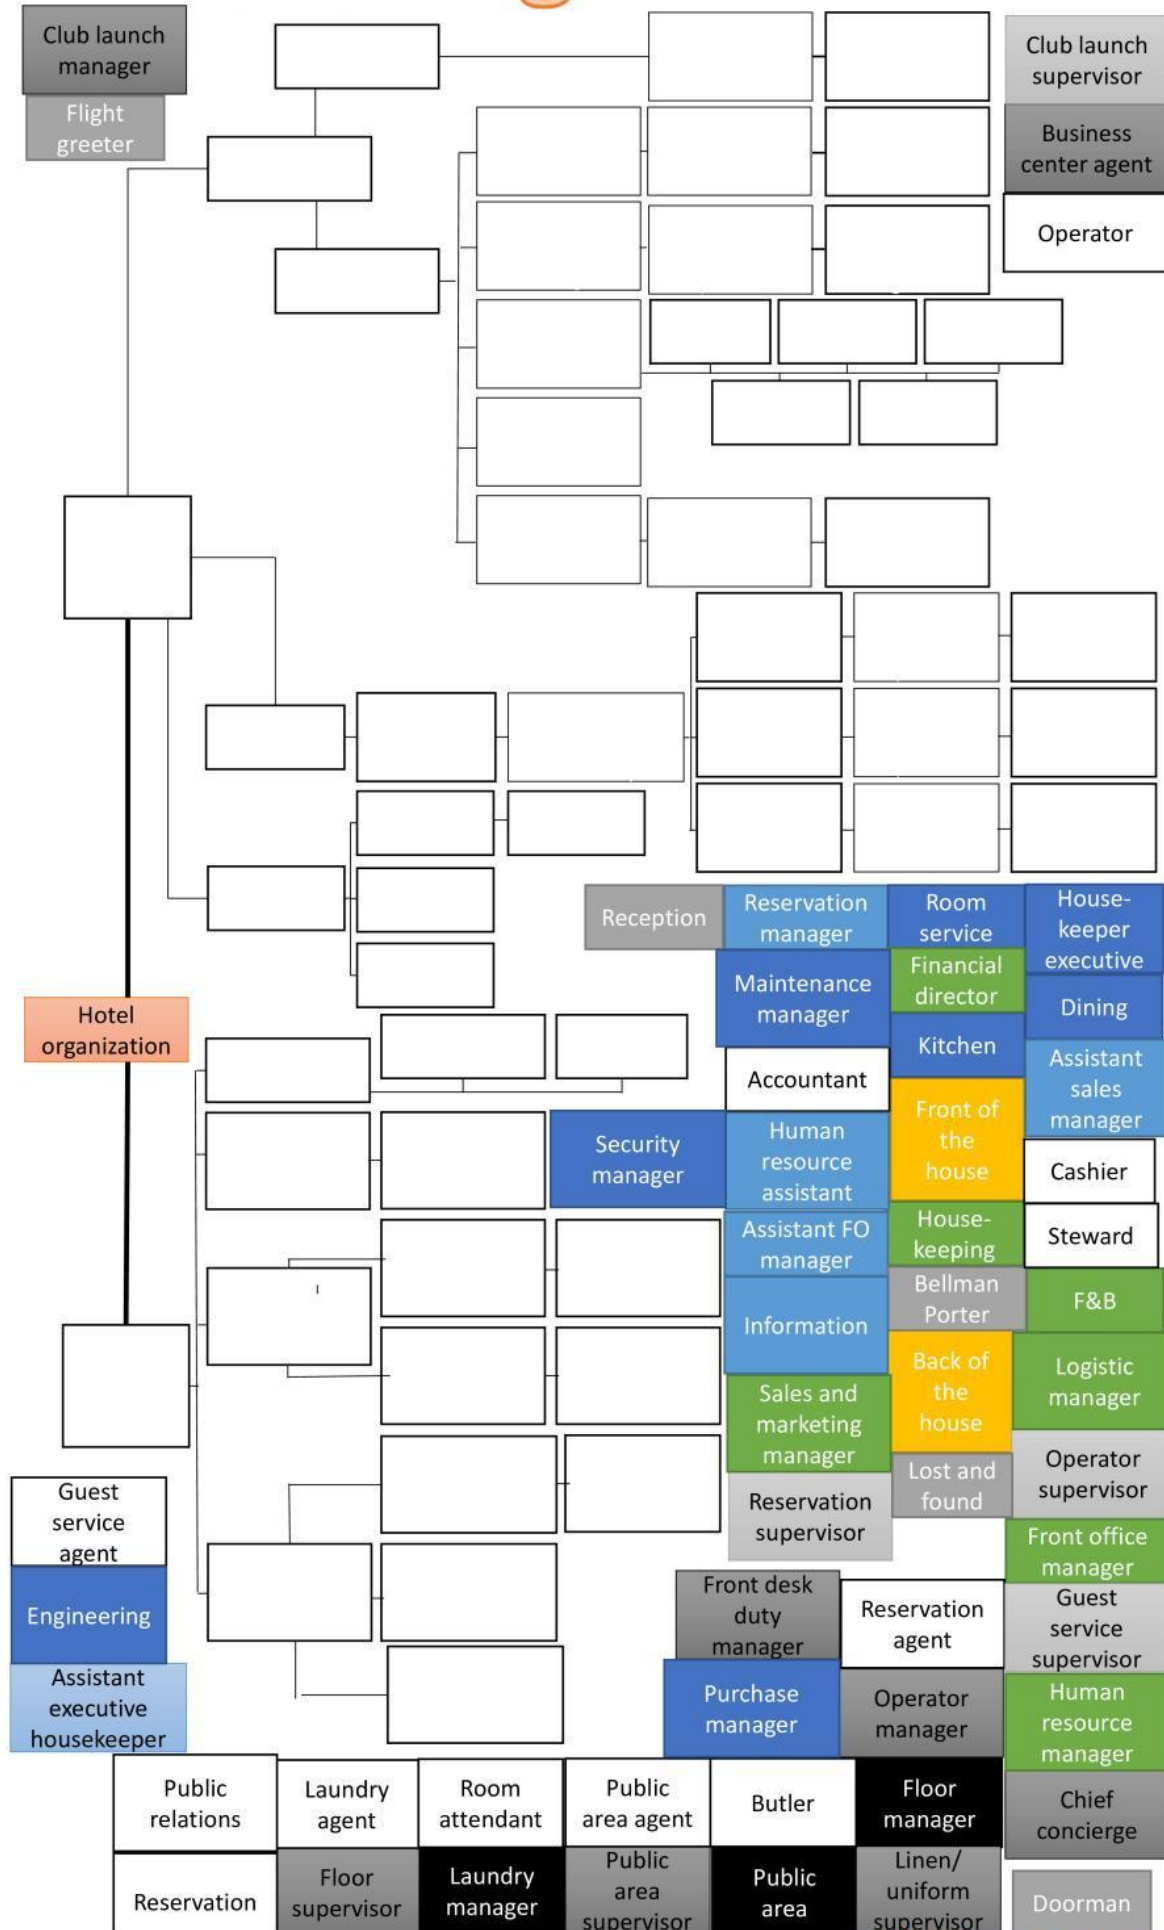 Club launch
manager
Flight
greeter
Club launch
supervisor
Business
center agent
Operator
Hotel
organization
Reception
Reservation
manager
Room
service
House-
keeper
executive
Maintenance
manager
Financial
director
Dining
Kitchen
Accountant
Assistant
sales
manager
Front of
the
house
Security
manager
Human
resource
assistant
Cashier
Assistant FO
manager
House-
keeping
Steward
Bellman
Porter
F&B
Information
Back of
the
house
Logistic
manager
Sales and
marketing
manager
Lost and
found
Operator
supervisor
Reservation
supervisor
Guest
service
agent
Front office
manager
Engineering
Front desk
duty
manager
Reservation
agent
Guest
service
supervisor
Assistant
executive
housekeeper
Purchase
manager
Operator
manager
Human
resource
manager
Public
relations
Laundry
agent
Room
attendant
Public
area agent
Butler
Floor
manager
Chief
concierge
Reservation
Floor
supervisor
Laundry
manager
Public
area
supervisor
Public
area
Linen/
uniform
supervisor
Doorman